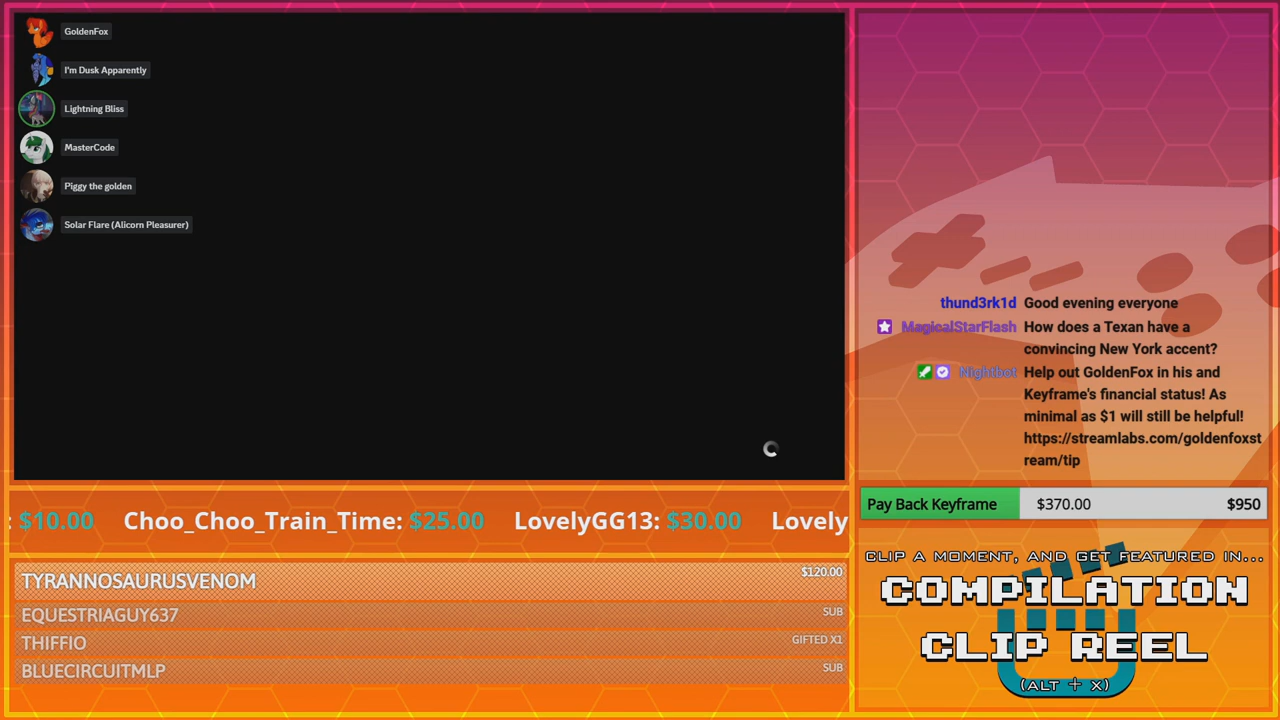 GoldenFox
I'm Dusk Apparently
Lightning Bliss
MasterCode
Piggy the golden
Solar Flare (Alicorn Pleasurer)
thund3rk1d Good evening everyone
MagicalStarFlash How does a Texan have a
convincing New York accent?
Nightbot Help out GoldenFox in his and
Keyframe's financial status! As
minimal as $1 will still be helpful!
https://streamlabs.com/goldenfoxst
ream/tip
Pay Back Keyframe $370.00 $950
: $10.00 Choo_Choo_Train_Time: $25.00 LovelyGG13: $30.00 Lovely
TYRANNOSAURUSVENOM $120.00
EQUESTRIAGUY637 SUB
THIFFIO GIFTED X1
BLUECIRCUITMLP SUB
CLIP A MOMENT, AND GET FEATURED IN...
COMPILATION
CLIP REEL
(ALT + X)